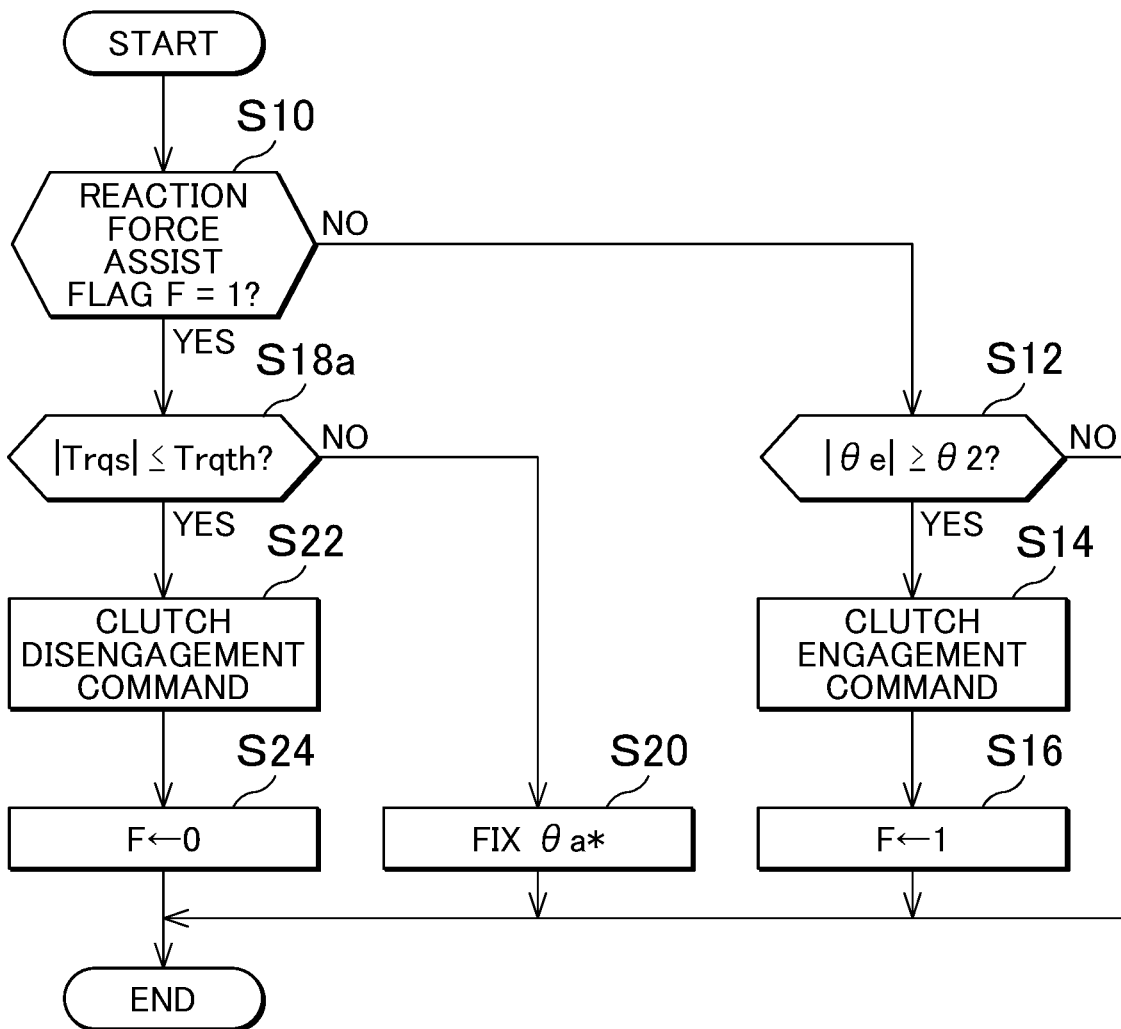 START
S10
REACTION
FORCE
ASSIST
FLAG F = 1?
NO
YES
S18a
|Trqs| ≤ Trqth?
NO
YES
S12
|θe| ≥ θ2?
NO
YES
S22
CLUTCH
DISENGAGEMENT
COMMAND
S14
CLUTCH
ENGAGEMENT
COMMAND
S24
F←0
S20
FIX θa*
S16
F←1
END